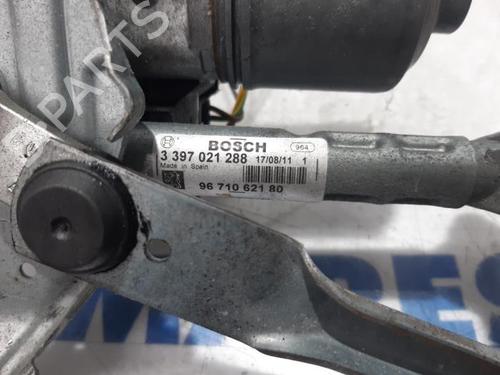 B-PARTS
BOSCH 964
3 397 021 288 17/08/11 1
Made in Spain
96 710 621 80